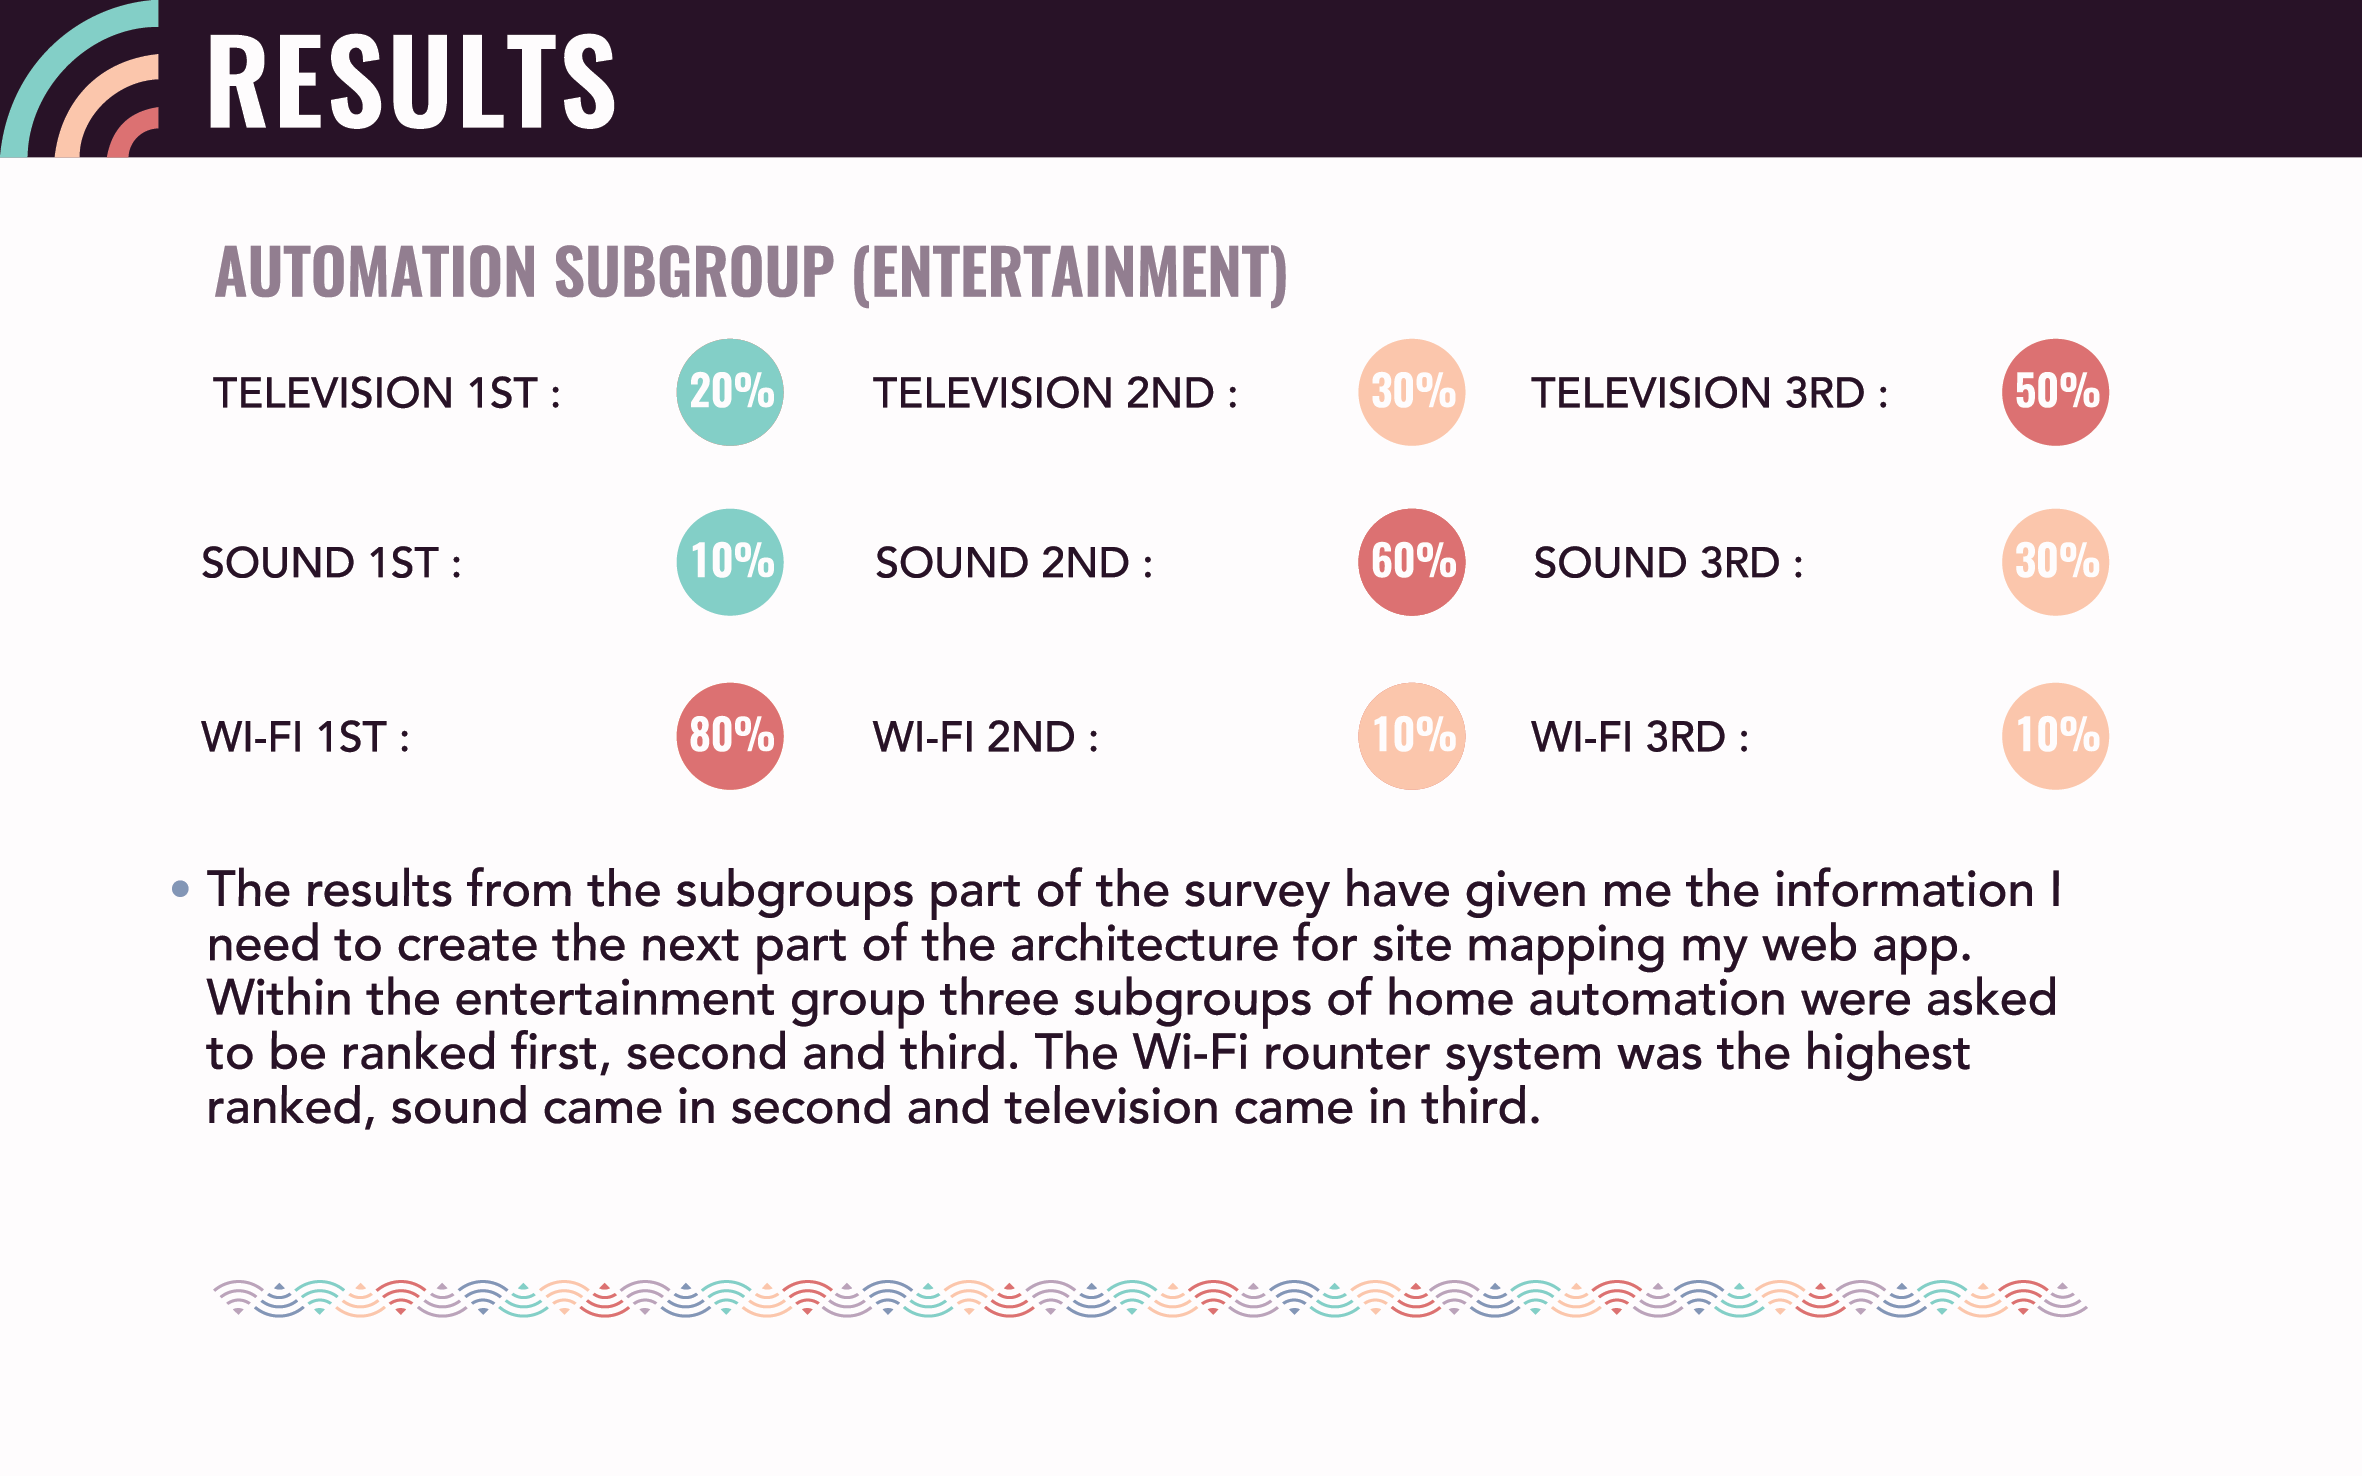 RESULTS
AUTOMATION SUBGROUP (ENTERTAINMENT)
TELEVISION 1ST : 20% TELEVISION 2ND : 30% TELEVISION 3RD : 50%
SOUND 1ST : 10% SOUND 2ND : 60% SOUND 3RD : 30%
WI-FI 1ST : 80% WI-FI 2ND : 10% WI-FI 3RD : 10%
• The results from the subgroups part of the survey have given me the information I
need to create the next part of the architecture for site mapping my web app.
Within the entertainment group three subgroups of home automation were asked
to be ranked first, second and third. The Wi-Fi rounter system was the highest
ranked, sound came in second and television came in third.